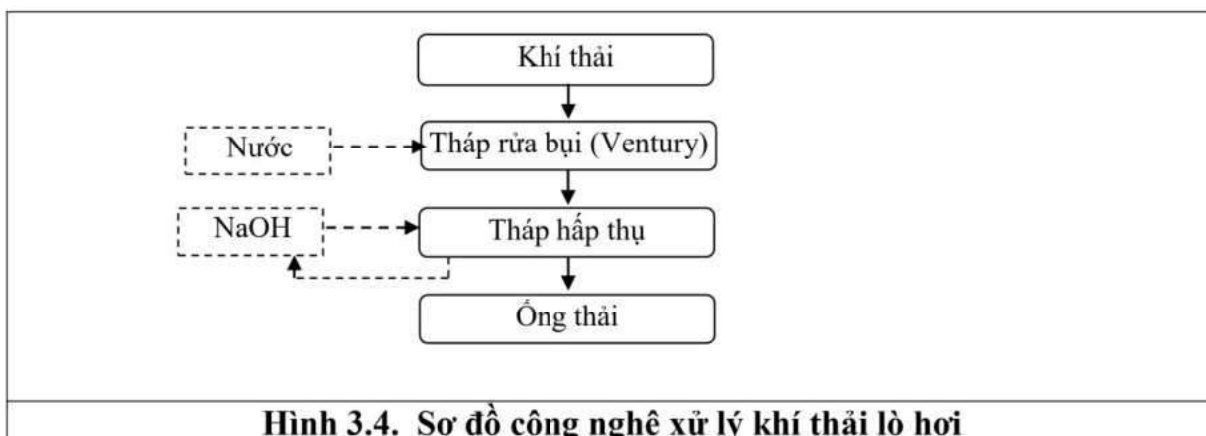 Khí thải
Nước
Tháp rửa bụi (Ventury)
NaOH
Tháp hấp thụ
Ống thải
Hình 3.4. Sơ đồ công nghệ xử lý khí thải lò hơi